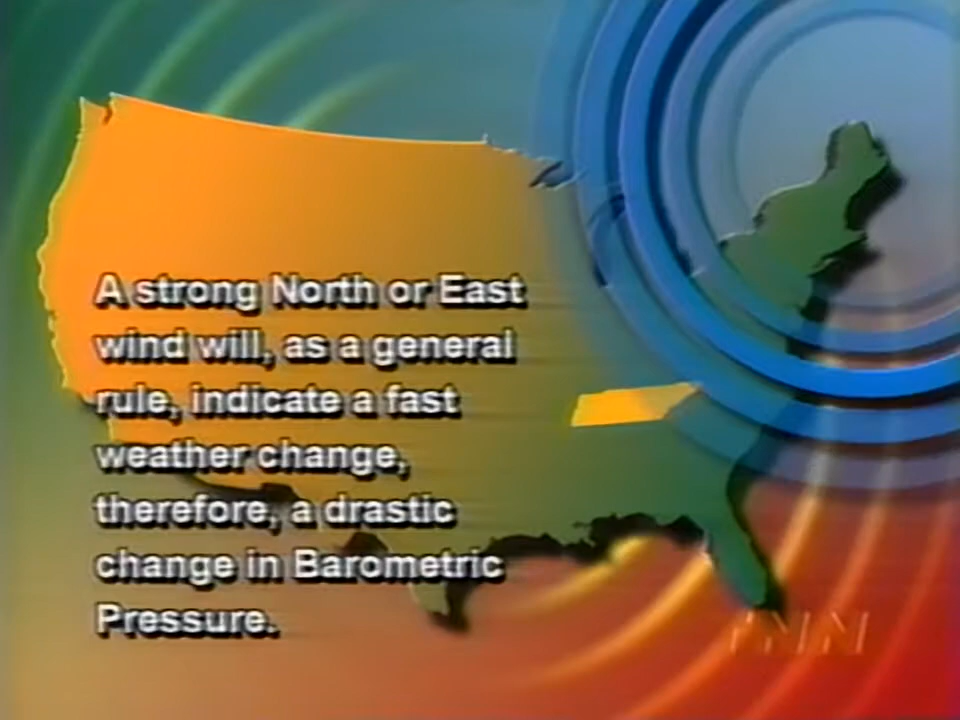 A strong North or East
wind will, as a general
rule, indicate a fast
weather change,
therefore, a drastic
change in Barometric
Pressure.
TNN